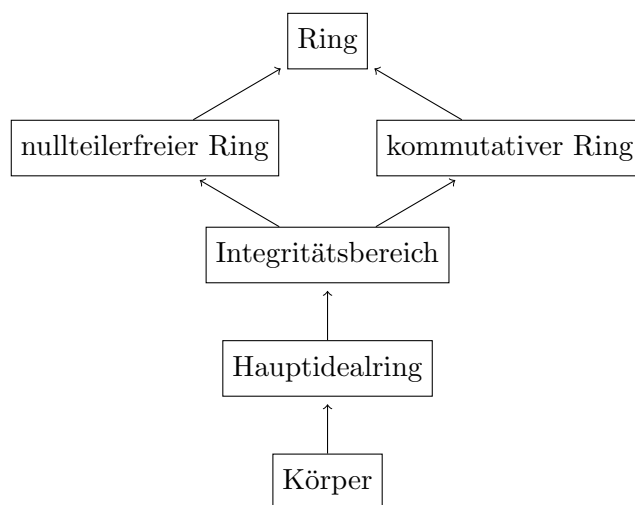 Ring
nullteilerfreier Ring
kommutativer Ring
Integritätsbereich
Hauptidealring
Körper